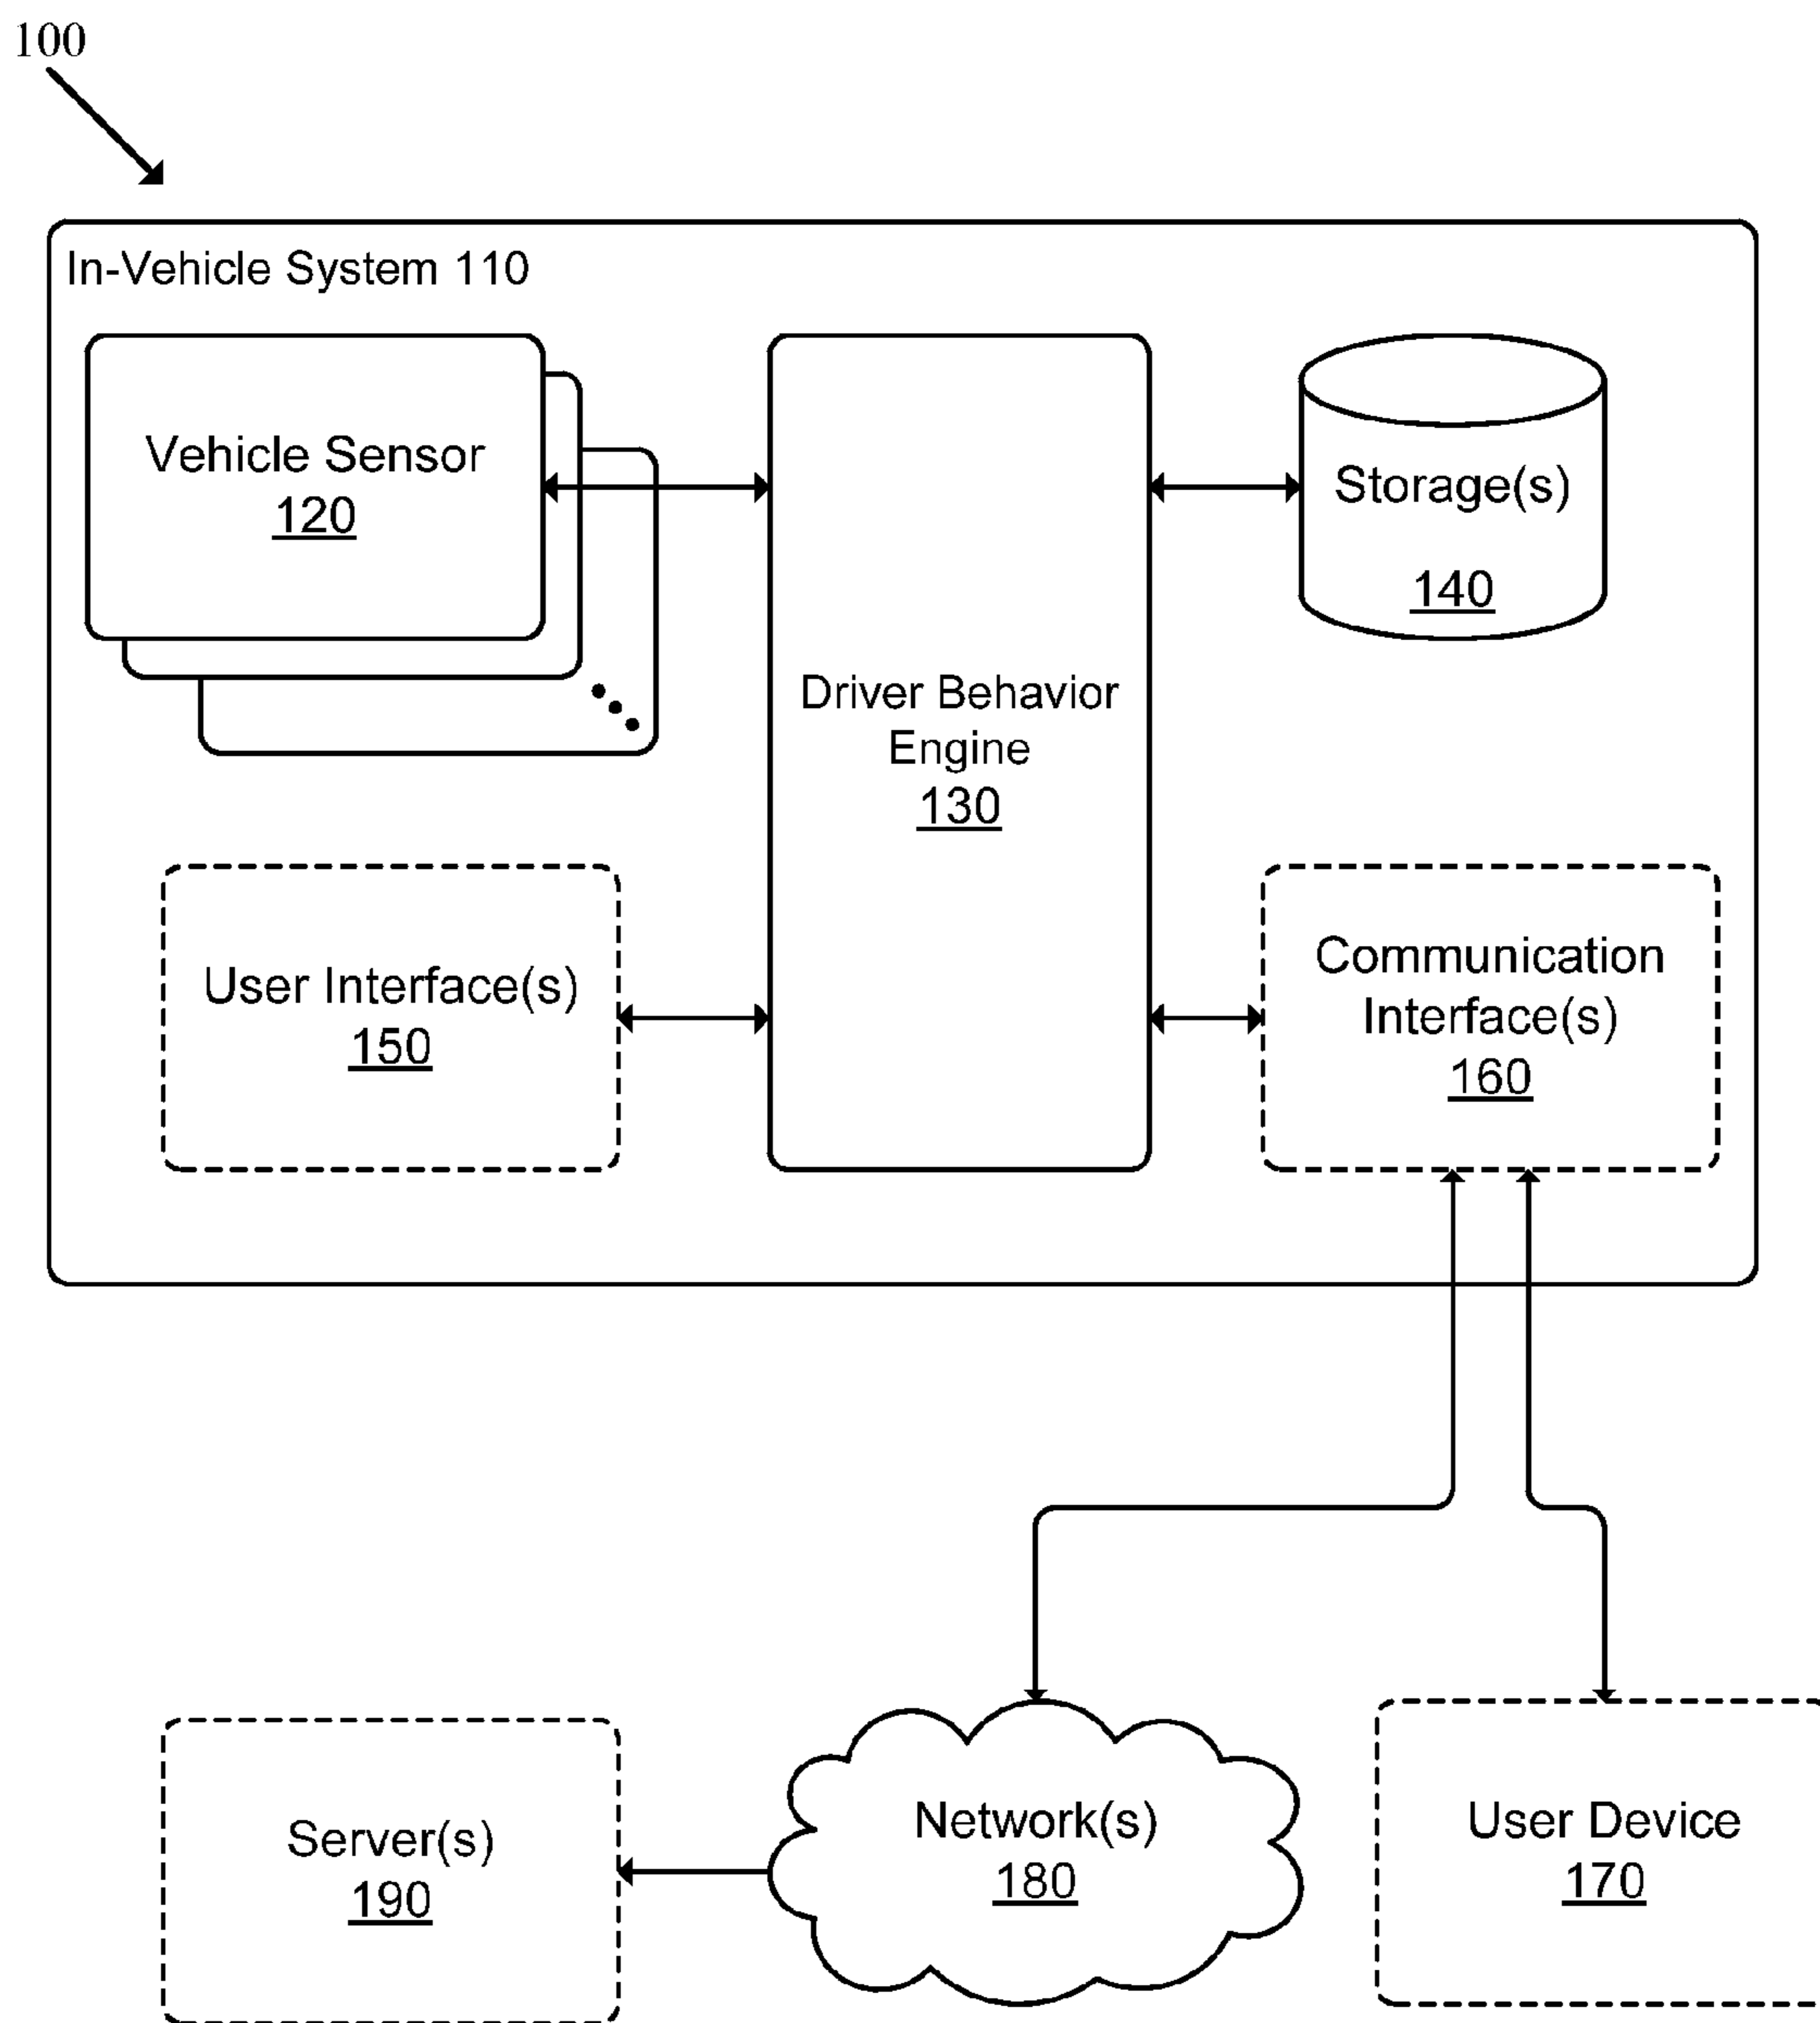 100
In-Vehicle System 110
Vehicle Sensor
120
Driver Behavior
Engine
130
Storage(s)
140
User Interface(s)
150
Communication
Interface(s)
160
Server(s)
190
Network(s)
180
User Device
170